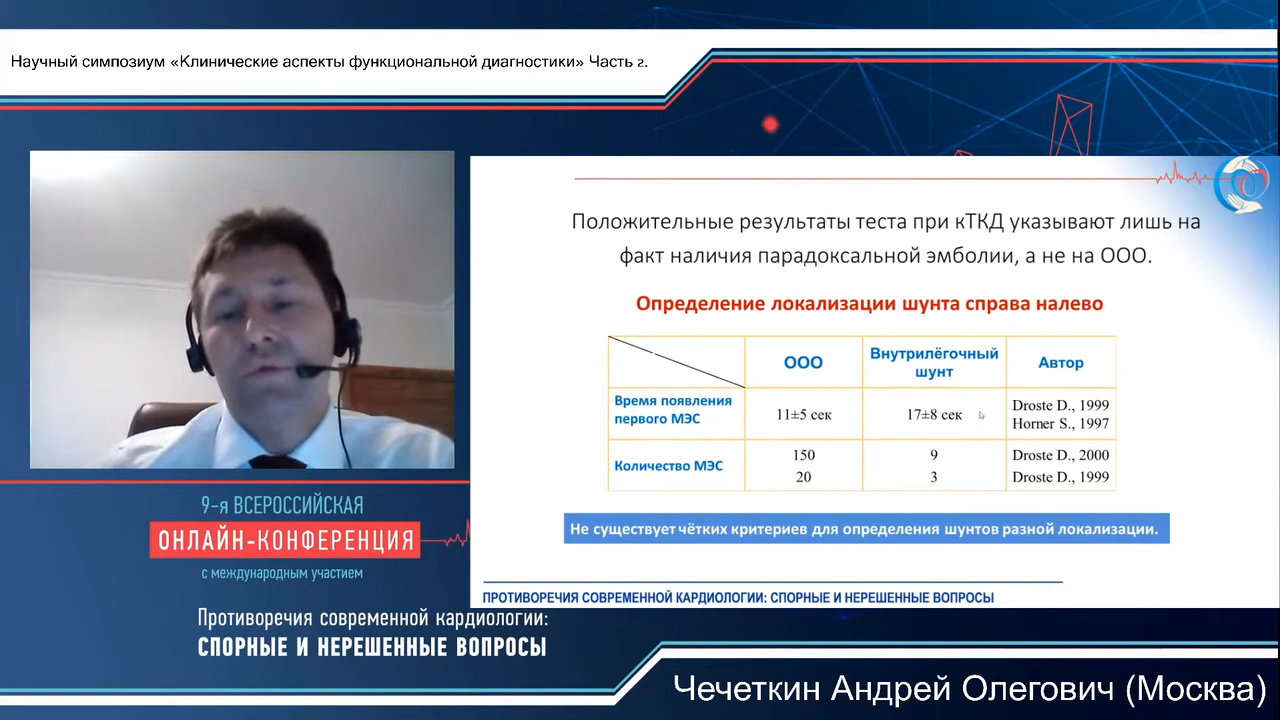 Научный симпозиум «Клинические аспекты функциональной диагностики» Часть 2.
Положительные результаты теста при кТКД указывают лишь на
факт наличия парадоксальной эмболии, а не на ООО.
Определение локализации шунта справа налево
ООО
Внутрилёгочный
шунт
Автор
Время появления
первого МЭС
11±5 сек
17±8 сек
Droste D., 1999
Horner S., 1997
Количество МЭС
150
20
9
3
Droste D., 2000
Droste D., 1999
Не существует чётких критериев для определения шунтов разной локализации.
ПРОТИВОРЕЧИЯ СОВРЕМЕННОЙ КАРДИОЛОГИИ: СПОРНЫЕ И НЕРЕШЕННЫЕ ВОПРОСЫ
9-я ВСЕРОССИЙСКАЯ
ОНЛАЙН-КОНФЕРЕНЦИЯ
с международным участием
Противоречия современной кардиологии:
СПОРНЫЕ И НЕРЕШЕННЫЕ ВОПРОСЫ
Чечеткин Андрей Олегович (Москва)